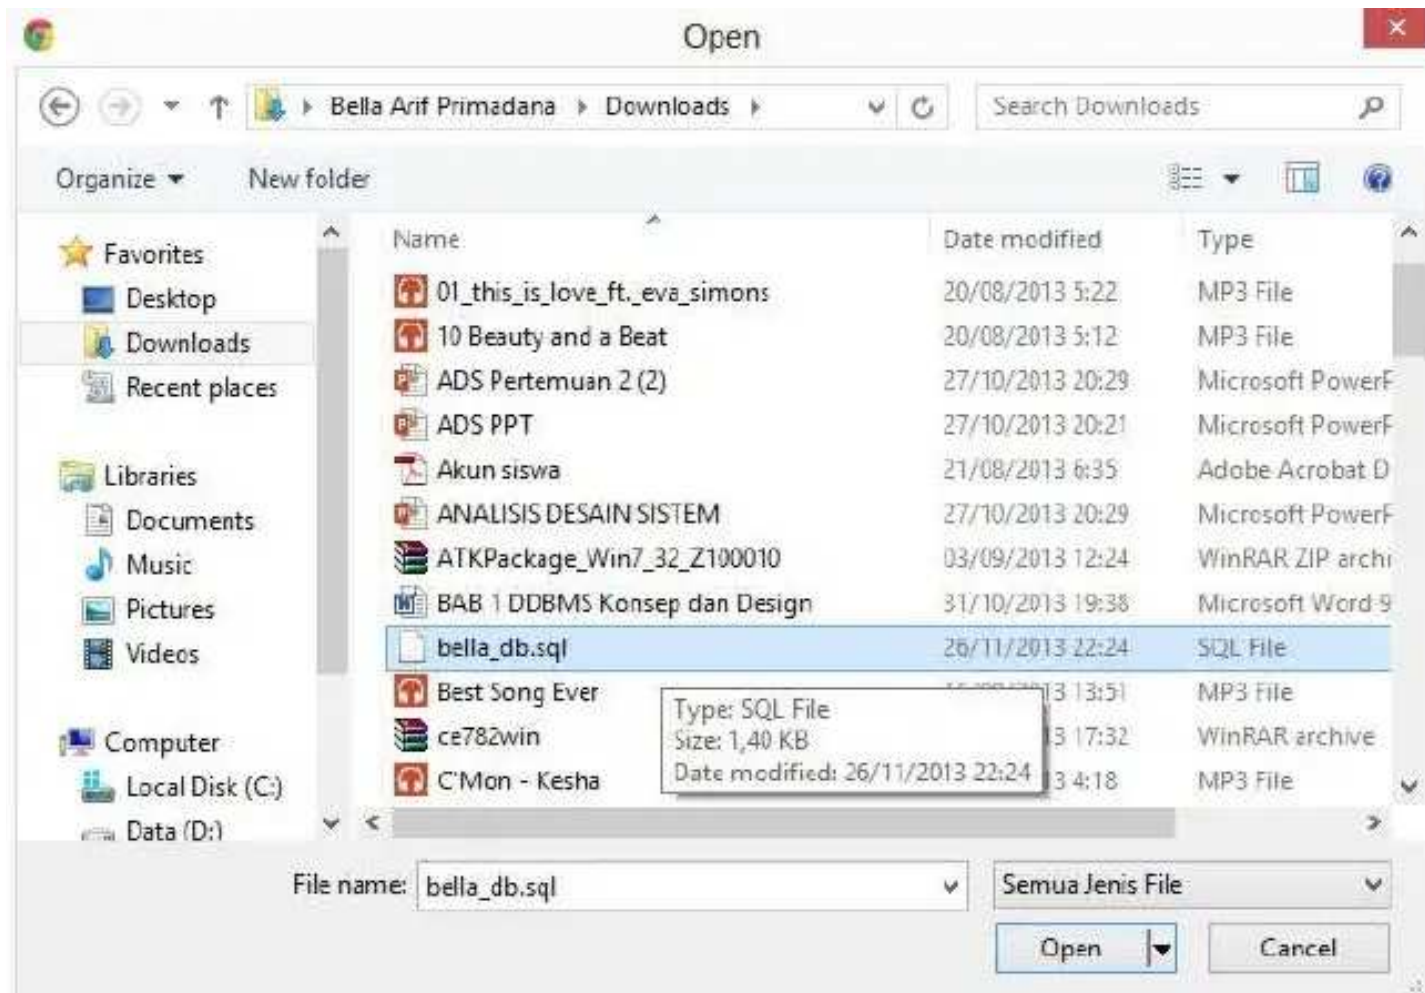 Open
Bella Arif Primadana Downloads
Search Downloads
Organize New folder
Name Date modified Type
Favorites
Desktop
Downloads
Recent places
Libraries
Documents
Music
Pictures
Videos
Computer
Local Disk (C:)
Data (D:)
01_this_is_love_ft._eva_simons 20/08/2013 5:22 MP3 File
10 Beauty and a Beat 20/08/2013 5:12 MP3 File
ADS Pertemuan 2 (2) 27/10/2013 20:29 Microsoft PowerP
ADS PPT 27/10/2013 20:21 Microsoft PowerP
Akun siswa 21/08/2013 6:35 Adobe Acrobat D
ANALISIS DESAIN SISTEM 27/10/2013 20:29 Microsoft PowerP
ATKPackage_Win7_32_Z100010 03/09/2013 12:24 WinRAR ZIP archi
BAB 1 DDBMS Konsep dan Design 31/10/2013 19:38 Microsoft Word 9
bella_db.sql 26/11/2013 22:24 SQL File
Best Song Ever 13:51 MP3 File
ce782win 17:32 WinRAR archive
C'Mon - Kesha 4:18 MP3 File
Type: SQL File
Size: 1,40 KB
Date modified: 26/11/2013 22:24
File name: bella_db.sql Semua Jenis File
Open Cancel